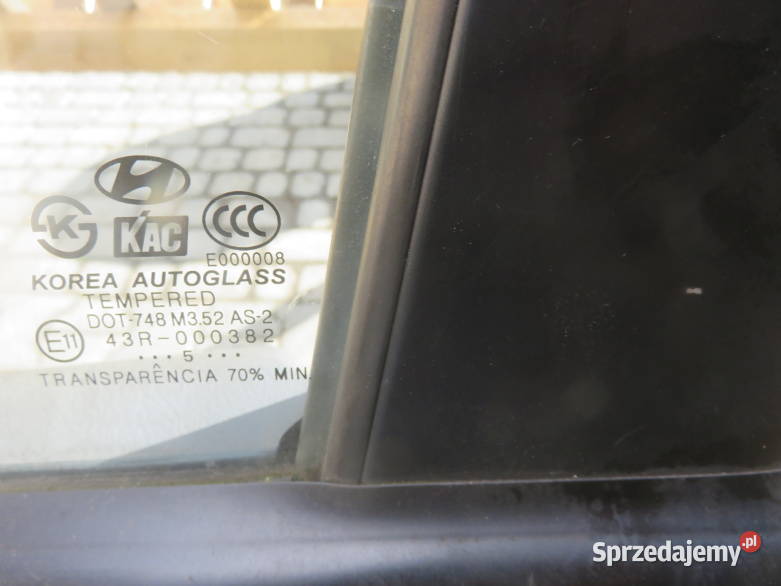 KAC
CCC
E000008
KOREA AUTOGLASS
TEMPERED
DOT-748 M3.52 AS-2
E11 43R-000382
••• 5 •••
TRANSPARÊNCIA 70% MIN.
Sprzedajemy.pl